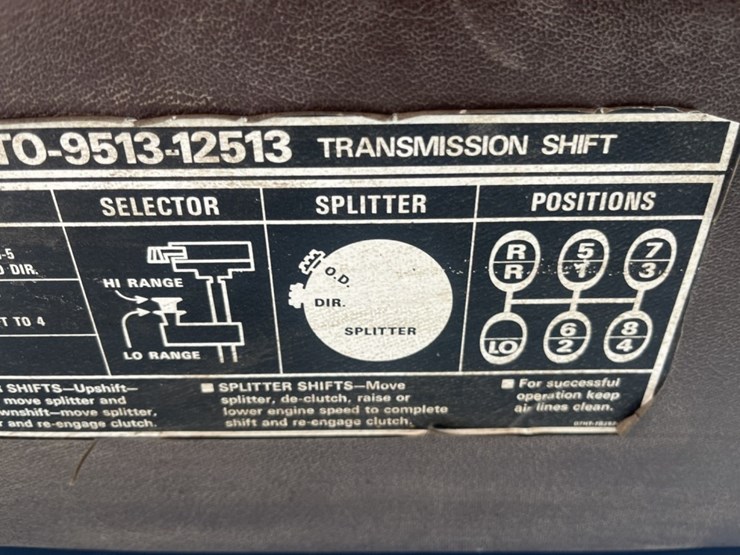 TO-9513-12513 TRANSMISSION SHIFT
SELECTOR
SPLITTER
POSITIONS
-5
DIR.
T TO 4
HI RANGE
LO RANGE
O.D.
DIR.
SPLITTER
R 5 7
R 1 3
LO 6 8
2 4
SHIFTS—Upshift—
move splitter and
wnshift—move splitter,
and re-engage clutch.
SPLITTER SHIFTS—Move
splitter, de-clutch, raise or
lower engine speed to complete
shift and re-engage clutch.
For successful
operation keep
air lines clean.